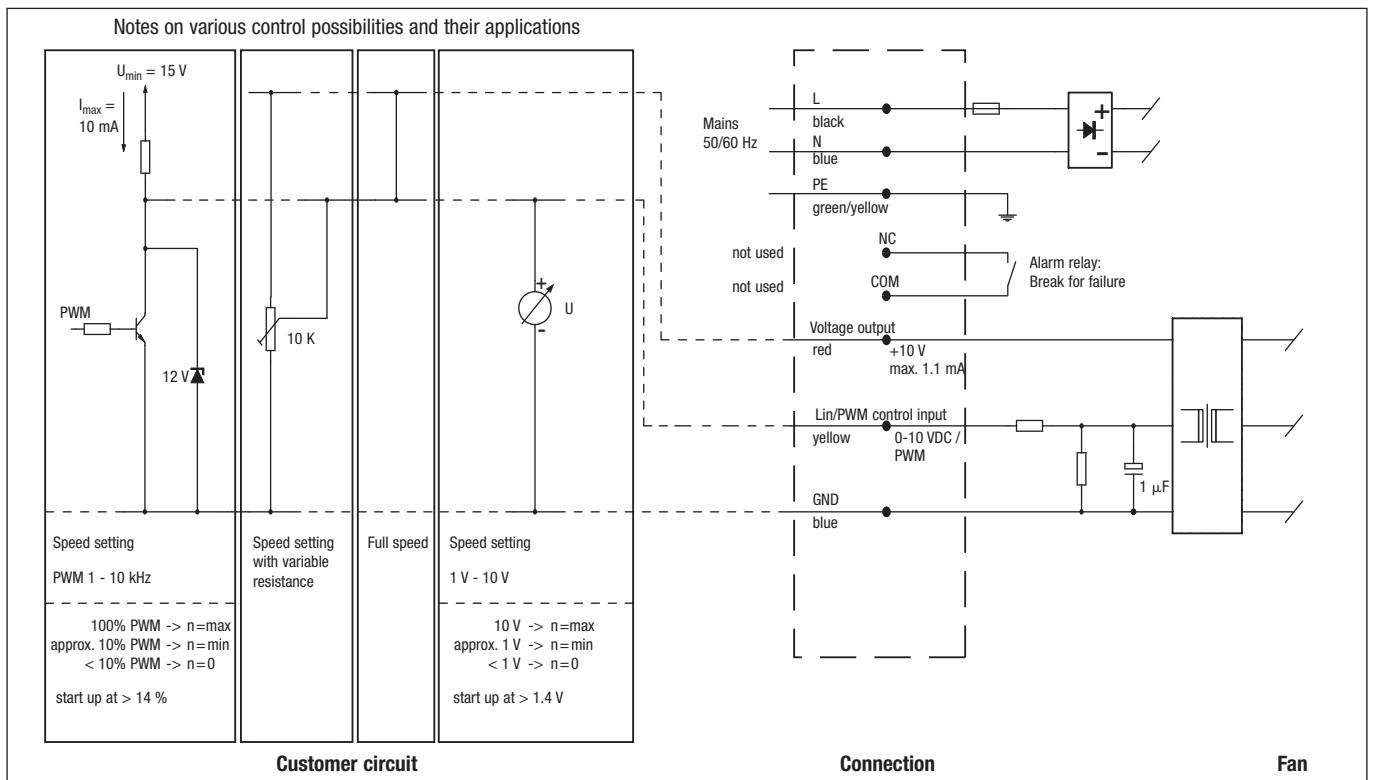 Notes on various control possibilities and their applications
U_min = 15 V
I_max =
10 mA
PWM
12 V
Speed setting
PWM 1 - 10 kHz
100% PWM -> n=max
approx. 10% PWM -> n=min
< 10% PWM -> n=0
start up at > 14 %
10 K
Speed setting
with variable
resistance
Full speed
+
U
-
Speed setting
1 V - 10 V
10 V -> n=max
approx. 1 V -> n=min
< 1 V -> n=0
start up at > 1.4 V
Customer circuit
Mains
50/60 Hz
L
black
N
blue
PE
green/yellow
not used
NC
not used
COM
Alarm relay:
Break for failure
Voltage output
red
+10 V
max. 1.1 mA
Lin/PWM control input
yellow
0-10 VDC /
PWM
GND
blue
Connection
+
-
1 µF
Fan